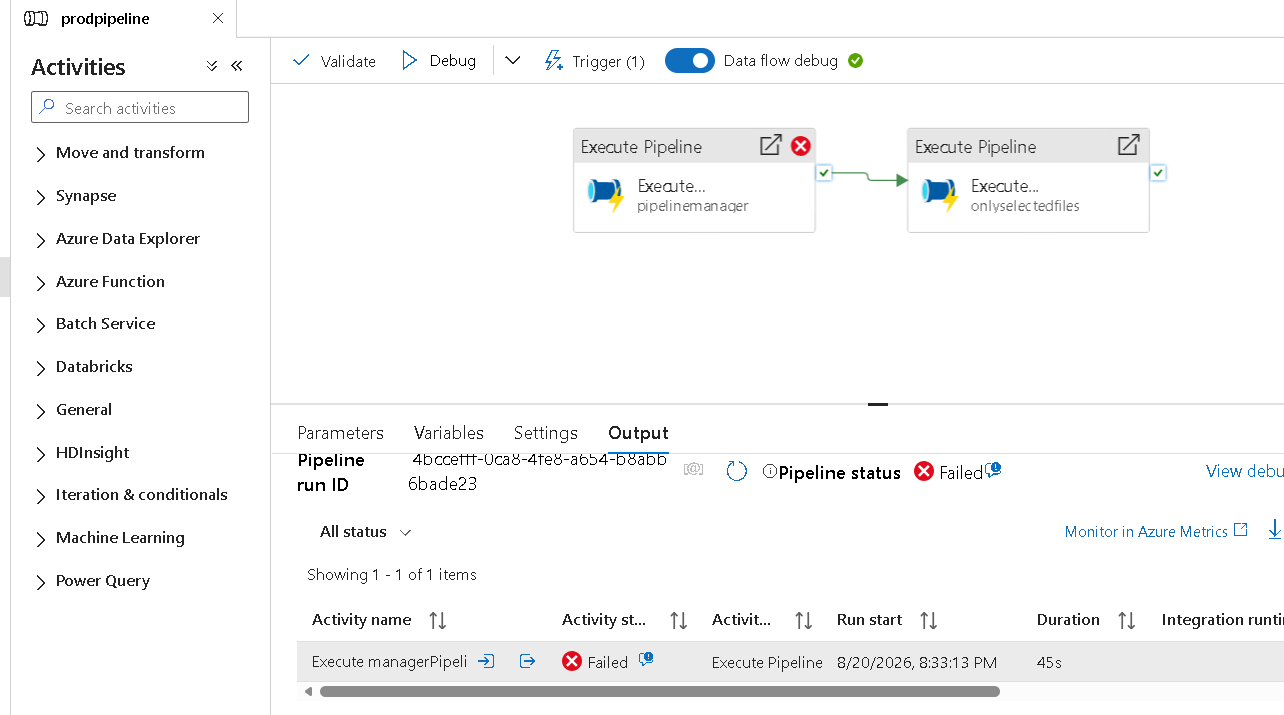 prodpipeline
Activities
Search activities
Move and transform
Synapse
Azure Data Explorer
Azure Function
Batch Service
Databricks
General
HDInsight
Iteration & conditionals
Machine Learning
Power Query
Validate
Debug
Trigger (1)
Data flow debug
Execute Pipeline
Execute...
pipelinemanager
Execute Pipeline
Execute...
onlyselectedfiles
Parameters Variables Settings Output
Pipeline run ID
4bccefff-0ca8-4fe8-a654-b8abb
6bade23
Pipeline status Failed
View debu
All status
Monitor in Azure Metrics
Showing 1 - 1 of 1 items
Activity name Activity st... Activit... Run start Duration Integration runti
Execute managerPipeli Failed Execute Pipeline 8/20/2026, 8:33:13 PM 45s